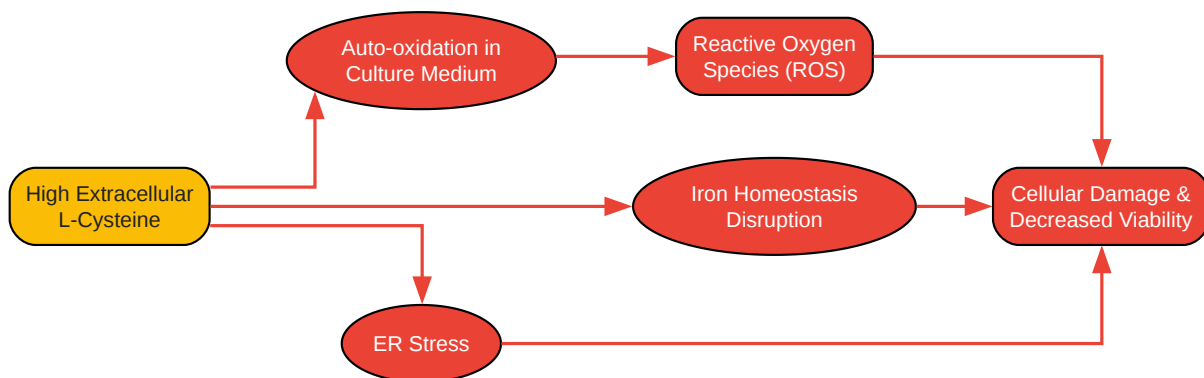 Auto-oxidation in
Culture Medium
Reactive Oxygen
Species (ROS)
High Extracellular
L-Cysteine
Iron Homeostasis
Disruption
Cellular Damage &
Decreased Viability
ER Stress